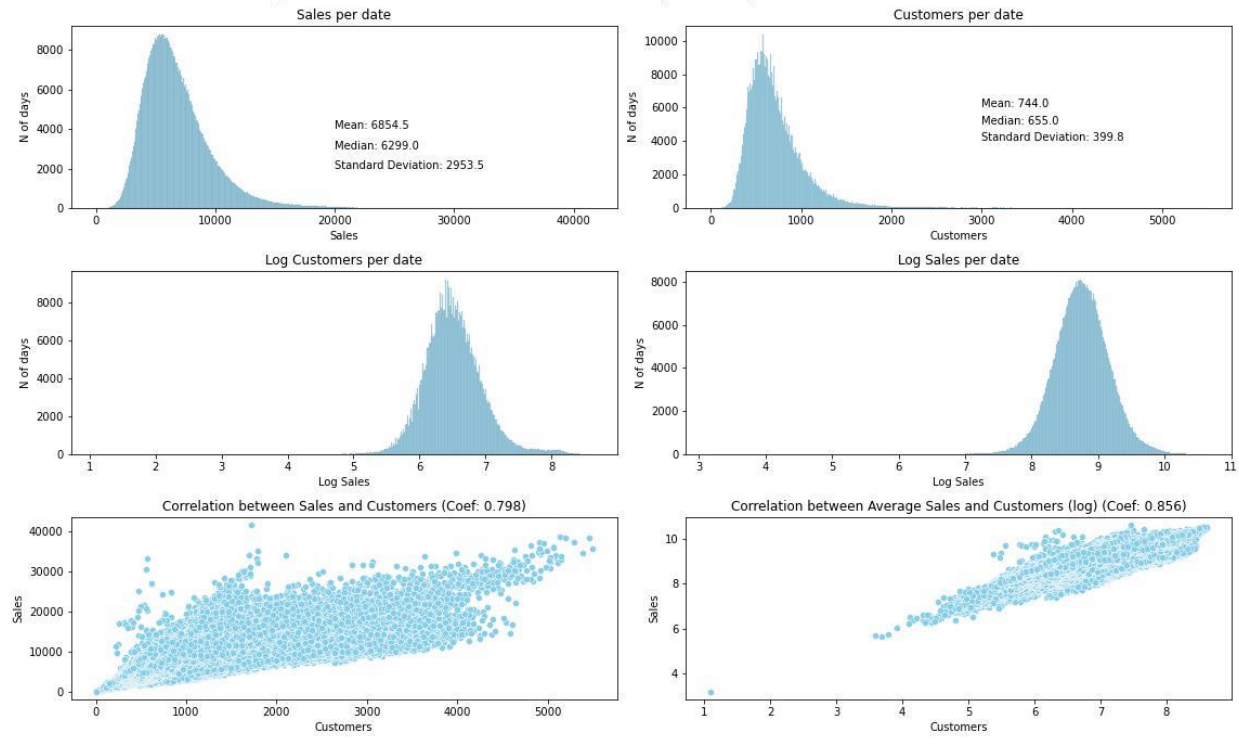 Sales per date
N of days
8000
6000
4000
2000
0
Mean: 6854.5
Median: 6299.0
Standard Deviation: 2953.5
0 10000 20000 30000 40000
Sales
Customers per date
N of days
10000
8000
6000
4000
2000
0
Mean: 744.0
Median: 655.0
Standard Deviation: 399.8
0 1000 2000 3000 4000 5000
Customers
Log Customers per date
N of days
8000
6000
4000
2000
0
1 2 3 4 5 6 7 8
Log Sales
Log Sales per date
N of days
8000
6000
4000
2000
0
3 4 5 6 7 8 9 10 11
Log Sales
Correlation between Sales and Customers (Coef: 0.798)
Sales
40000
30000
20000
10000
0
0 1000 2000 3000 4000 5000
Customers
Correlation between Average Sales and Customers (log) (Coef: 0.856)
Sales
10
8
6
4
1 2 3 4 5 6 7 8
Customers